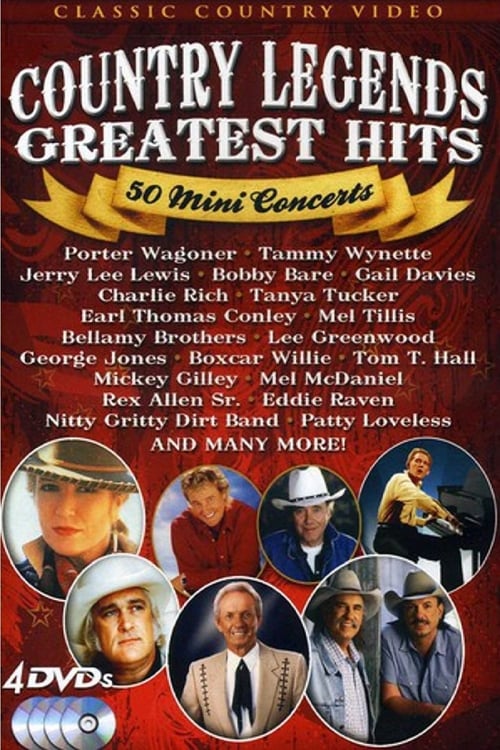 CLASSIC COUNTRY VIDEO
COUNTRY LEGENDS
GREATEST HITS
50 Mini Concerts
Porter Wagoner • Tammy Wynette
Jerry Lee Lewis • Bobby Bare • Gail Davies
Charlie Rich • Tanya Tucker
Earl Thomas Conley • Mel Tillis
Bellamy Brothers • Lee Greenwood
George Jones • Boxcar Willie • Tom T. Hall
Mickey Gilley • Mel McDaniel
Rex Allen Sr. • Eddie Raven
Nitty Gritty Dirt Band • Patty Loveless
AND MANY MORE!
4 DVDs